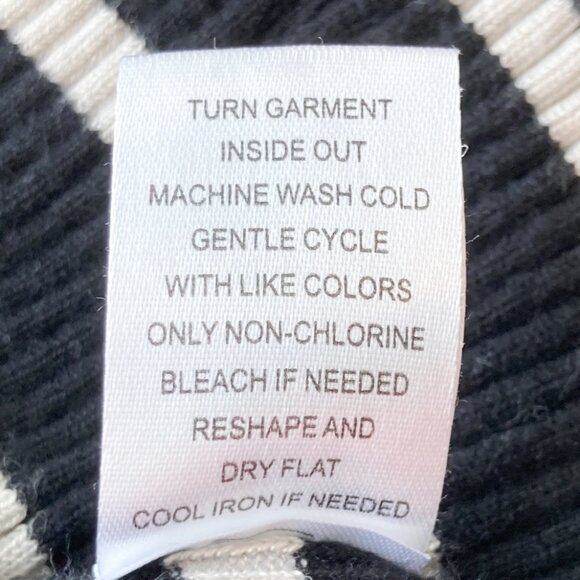 TURN GARMENT
INSIDE OUT
MACHINE WASH COLD
GENTLE CYCLE
WITH LIKE COLORS
ONLY NON-CHLORINE
BLEACH IF NEEDED
RESHAPE AND
DRY FLAT
COOL IRON IF NEEDED